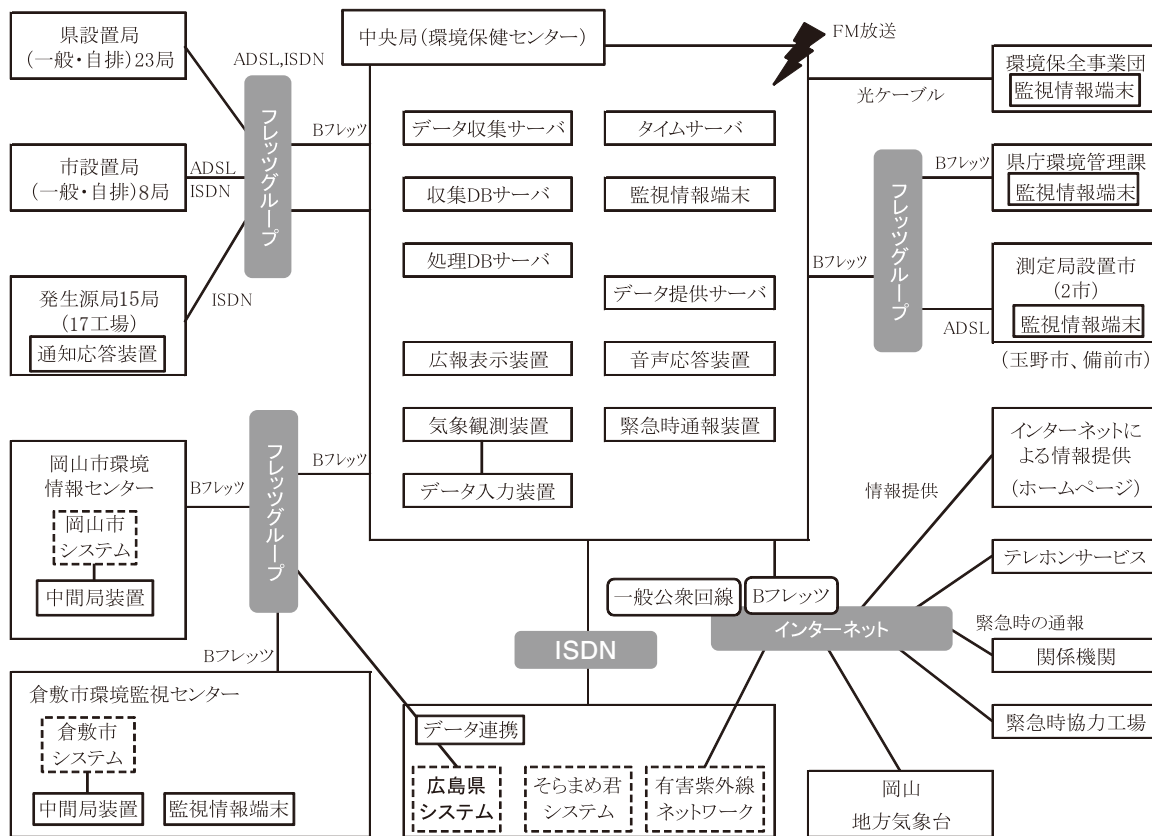 県設置局
(一般・自排)23局
市設置局
(一般・自排)8局
発生源局15局
(17工場)
通知応答装置
ADSL,ISDN
ADSL
ISDN
ISDN
フレッツグループ
Bフレッツ
中央局(環境保健センター)
データ収集サーバ
タイムサーバ
収集DBサーバ
監視情報端末
処理DBサーバ
データ提供サーバ
広報表示装置
音声応答装置
気象観測装置
緊急時通報装置
データ入力装置
FM放送
光ケーブル
環境保全事業団
監視情報端末
Bフレッツ
フレッツグループ
Bフレッツ
県庁環境管理課
監視情報端末
ADSL
測定局設置市
(2市)
監視情報端末
(玉野市、備前市)
岡山市環境
情報センター
岡山市
システム
中間局装置
Bフレッツ
フレッツグループ
Bフレッツ
Bフレッツ
倉敷市環境監視センター
倉敷市
システム
中間局装置
監視情報端末
ISDN
データ連携
広島県
システム
そらまめ君
システム
有害紫外線
ネットワーク
一般公衆回線
Bフレッツ
インターネット
情報提供
インターネットに
よる情報提供
(ホームページ)
テレホンサービス
緊急時の通報
関係機関
緊急時協力工場
岡山
地方気象台